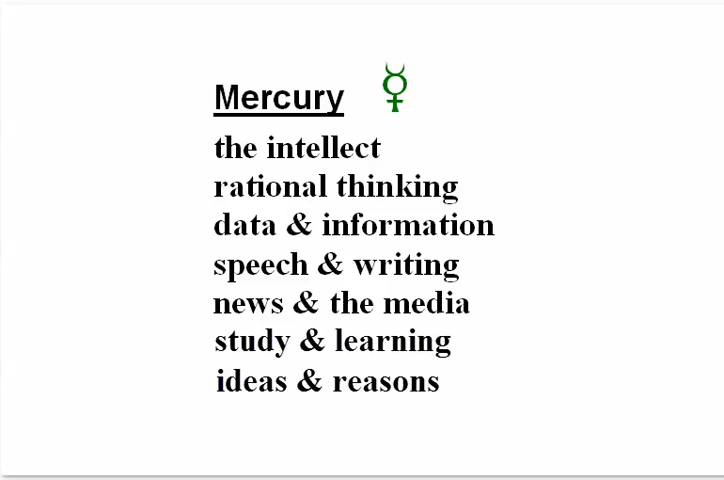 Mercury ☿
the intellect
rational thinking
data & information
speech & writing
news & the media
study & learning
ideas & reasons